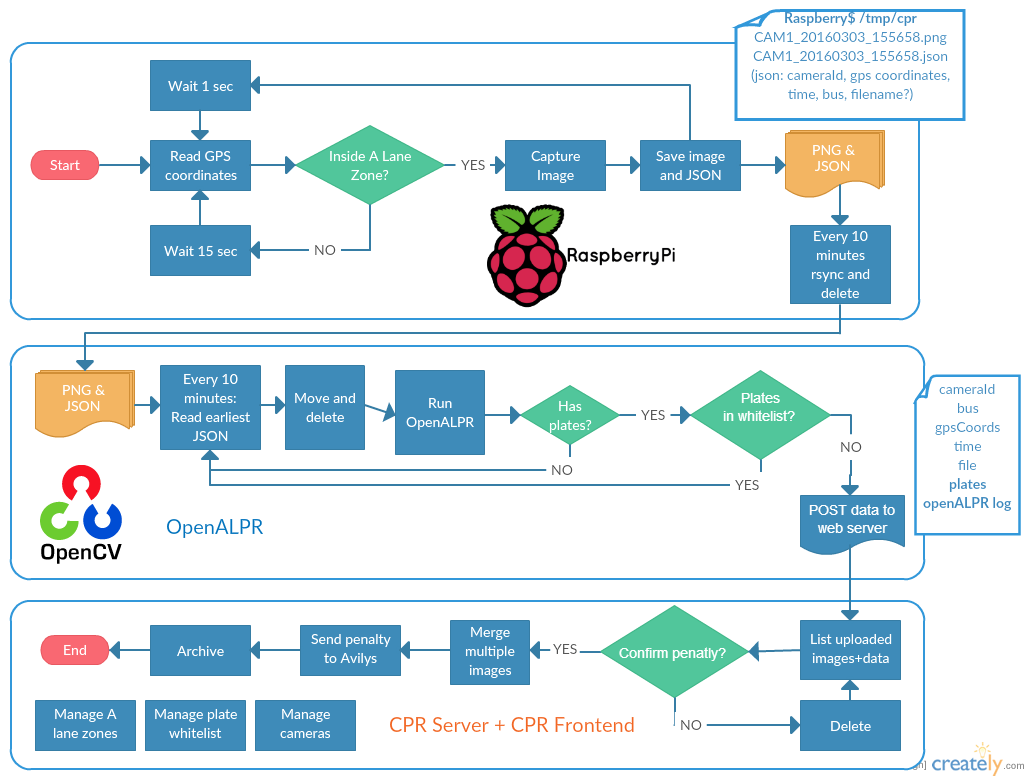 Raspberry$ /tmp/cpr
CAM1_20160303_155658.png
CAM1_20160303_155658.json
(json: cameraId, gps coordinates,
time, bus, filename?)
Wait 1 sec
Start
Read GPS
coordinates
Inside A Lane
Zone?
YES
Capture
Image
Save image
and JSON
PNG &
JSON
Wait 15 sec
NO
RaspberryPi
Every 10
minutes
rsync and
delete
PNG &
JSON
Every 10
minutes:
Read earliest
JSON
Move and
delete
Run
OpenALPR
Has
plates?
YES
Plates
in whitelist?
NO
NO
YES
cameraId
bus
gpsCoords
time
file
plates
openALPR log
OpenCV
OpenALPR
POST data to
web server
End
Archive
Send penalty
to Avilys
Merge
multiple
images
YES
Confirm penatly?
List uploaded
images+data
NO
Delete
Manage A
lane zones
Manage plate
whitelist
Manage
cameras
CPR Server + CPR Frontend
creately.com